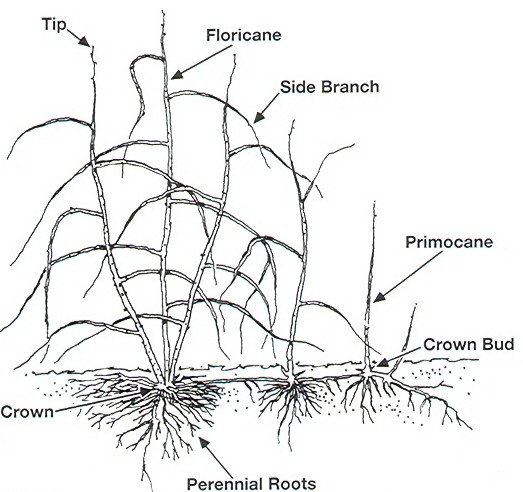 Tip
Floricane
Side Branch
Primocane
Crown Bud
Crown
Perennial Roots